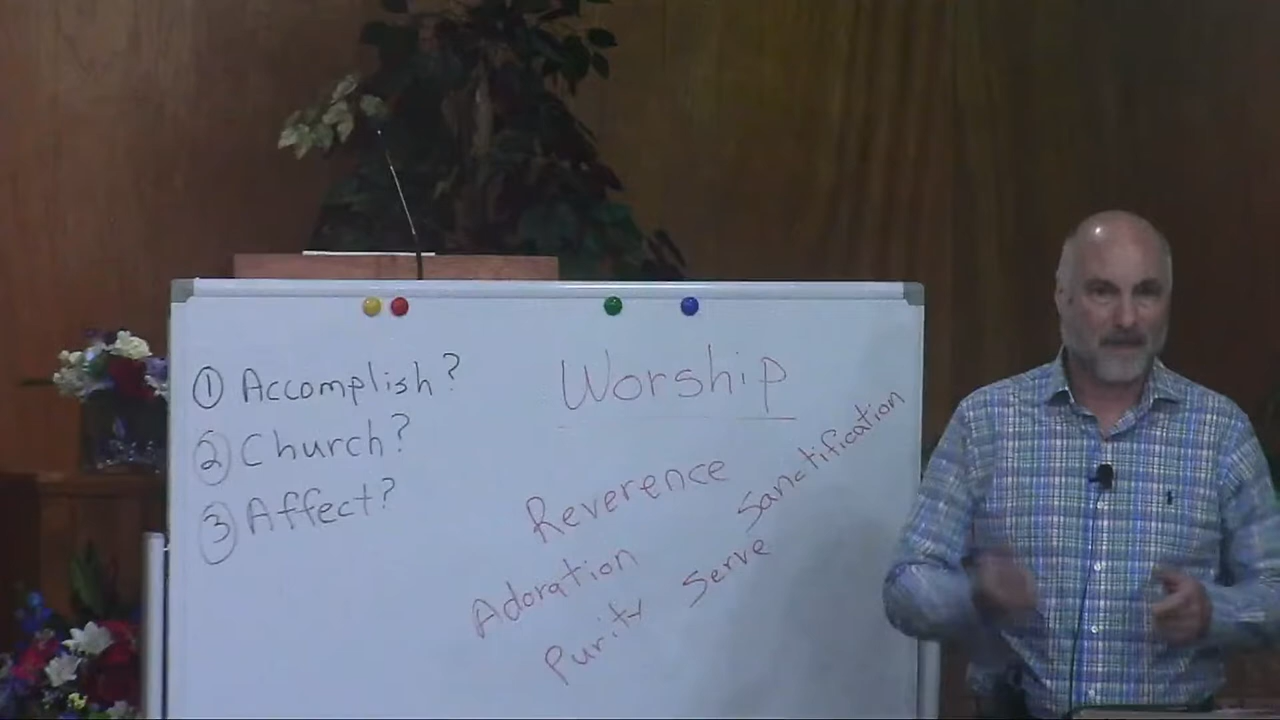 ① Accomplish?
② Church?
③ Affect?
Worship
Reverence
Sanctification
Adoration
Serve
Purity